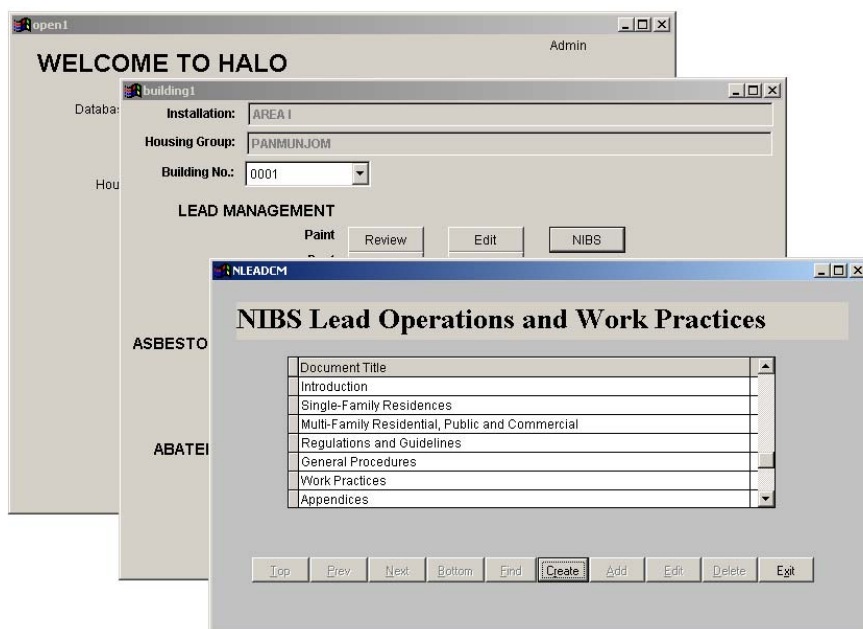 open1
Admin
WELCOME TO HALO
building1
Installation: AREA I
Housing Group: PANMUNJOM
Building No.: 0001
LEAD MANAGEMENT
Paint Review Edit NIBS
NLEADCM
NIBS Lead Operations and Work Practices
Document Title
Introduction
Single-Family Residences
Multi-Family Residential, Public and Commercial
Regulations and Guidelines
General Procedures
Work Practices
Appendices
Top Prev Next Bottom Find Create Add Edit Delete Exit